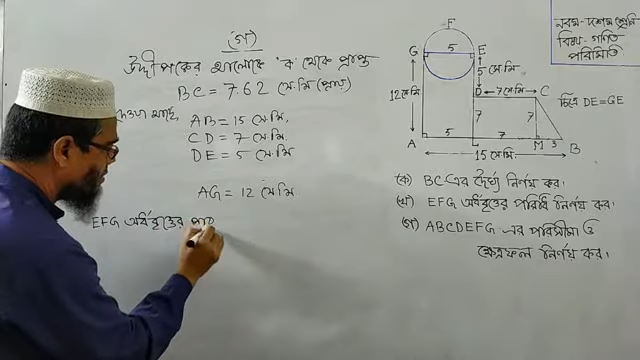 (গ)
উদ্দীপকের আলোকে 'ক' থেকে প্রাপ্ত
BC = 7.62 সে.মি (প্রায়)
দেওয়া আছে,
AB = 15 সে.মি
CD = 7 সে.মি,
DE = 5 সে.মি
AG = 12 সে.মি
EFG অর্ধবৃত্তের
নবম-দশম শ্রেণি
বিষয়-গণিত
পরিমিতি
F
G 5 E
5 সে.মি
D 7 সে.মি C
12 সে.মি
7 7
A 5 L 7 M 3 B
15 সে.মি
চিত্রে DE=GE
(ক) BC এর দৈর্ঘ্য নির্ণয় কর।
(খ) EFG অর্ধবৃত্তের পরিধি নির্ণয় কর।
(গ) ABCDEFG এর পরিসীমা ও
ক্ষেত্রফল নির্ণয় কর।